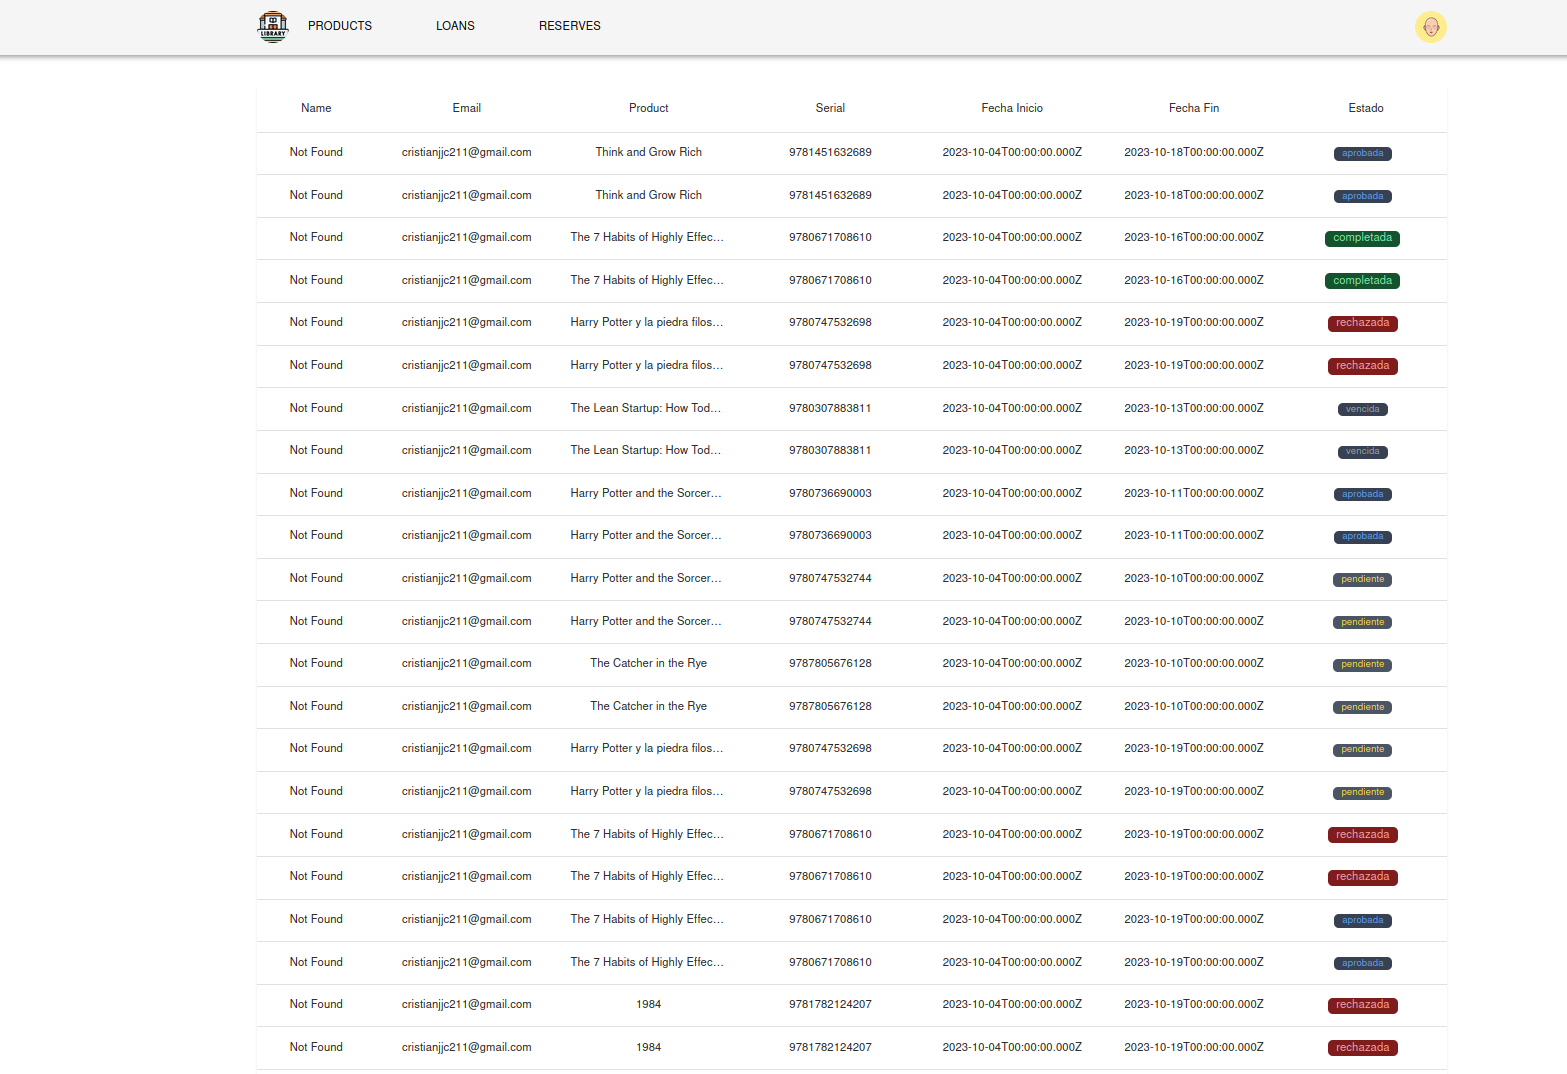 LIBRARY
PRODUCTS LOANS RESERVES
Name Email Product Serial Fecha Inicio Fecha Fin Estado
Not Found cristianjjc211@gmail.com Think and Grow Rich 9781451632689 2023-10-04T00:00:00.000Z 2023-10-18T00:00:00.000Z aprobada
Not Found cristianjjc211@gmail.com Think and Grow Rich 9781451632689 2023-10-04T00:00:00.000Z 2023-10-18T00:00:00.000Z aprobada
Not Found cristianjjc211@gmail.com The 7 Habits of Highly Effec... 9780671708610 2023-10-04T00:00:00.000Z 2023-10-16T00:00:00.000Z completada
Not Found cristianjjc211@gmail.com The 7 Habits of Highly Effec... 9780671708610 2023-10-04T00:00:00.000Z 2023-10-16T00:00:00.000Z completada
Not Found cristianjjc211@gmail.com Harry Potter y la piedra filos... 9780747532698 2023-10-04T00:00:00.000Z 2023-10-19T00:00:00.000Z rechazada
Not Found cristianjjc211@gmail.com Harry Potter y la piedra filos... 9780747532698 2023-10-04T00:00:00.000Z 2023-10-19T00:00:00.000Z rechazada
Not Found cristianjjc211@gmail.com The Lean Startup: How Tod... 9780307883811 2023-10-04T00:00:00.000Z 2023-10-13T00:00:00.000Z vencida
Not Found cristianjjc211@gmail.com The Lean Startup: How Tod... 9780307883811 2023-10-04T00:00:00.000Z 2023-10-13T00:00:00.000Z vencida
Not Found cristianjjc211@gmail.com Harry Potter and the Sorcer... 9780736690003 2023-10-04T00:00:00.000Z 2023-10-11T00:00:00.000Z aprobada
Not Found cristianjjc211@gmail.com Harry Potter and the Sorcer... 9780736690003 2023-10-04T00:00:00.000Z 2023-10-11T00:00:00.000Z aprobada
Not Found cristianjjc211@gmail.com Harry Potter and the Sorcer... 9780747532744 2023-10-04T00:00:00.000Z 2023-10-10T00:00:00.000Z pendiente
Not Found cristianjjc211@gmail.com Harry Potter and the Sorcer... 9780747532744 2023-10-04T00:00:00.000Z 2023-10-10T00:00:00.000Z pendiente
Not Found cristianjjc211@gmail.com The Catcher in the Rye 9787805676128 2023-10-04T00:00:00.000Z 2023-10-10T00:00:00.000Z pendiente
Not Found cristianjjc211@gmail.com The Catcher in the Rye 9787805676128 2023-10-04T00:00:00.000Z 2023-10-10T00:00:00.000Z pendiente
Not Found cristianjjc211@gmail.com Harry Potter y la piedra filos... 9780747532698 2023-10-04T00:00:00.000Z 2023-10-19T00:00:00.000Z pendiente
Not Found cristianjjc211@gmail.com Harry Potter y la piedra filos... 9780747532698 2023-10-04T00:00:00.000Z 2023-10-19T00:00:00.000Z pendiente
Not Found cristianjjc211@gmail.com The 7 Habits of Highly Effec... 9780671708610 2023-10-04T00:00:00.000Z 2023-10-19T00:00:00.000Z rechazada
Not Found cristianjjc211@gmail.com The 7 Habits of Highly Effec... 9780671708610 2023-10-04T00:00:00.000Z 2023-10-19T00:00:00.000Z rechazada
Not Found cristianjjc211@gmail.com The 7 Habits of Highly Effec... 9780671708610 2023-10-04T00:00:00.000Z 2023-10-19T00:00:00.000Z aprobada
Not Found cristianjjc211@gmail.com The 7 Habits of Highly Effec... 9780671708610 2023-10-04T00:00:00.000Z 2023-10-19T00:00:00.000Z aprobada
Not Found cristianjjc211@gmail.com 1984 9781782124207 2023-10-04T00:00:00.000Z 2023-10-19T00:00:00.000Z rechazada
Not Found cristianjjc211@gmail.com 1984 9781782124207 2023-10-04T00:00:00.000Z 2023-10-19T00:00:00.000Z rechazada